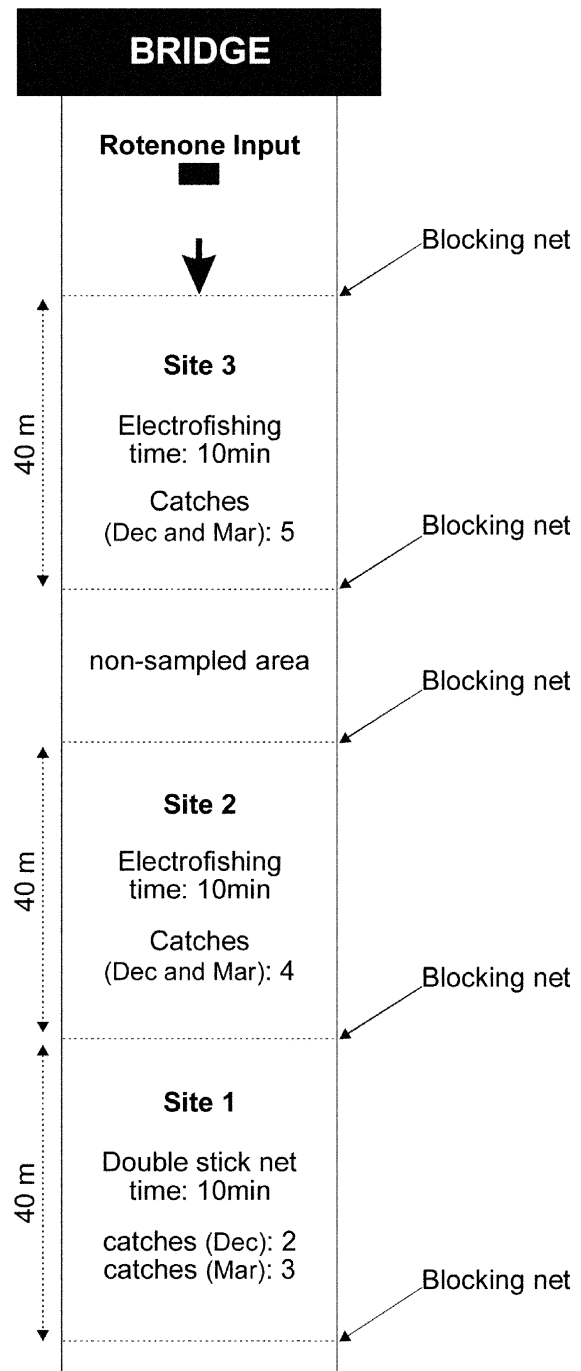 BRIDGE
Rotenone Input
Blocking net
40 m
Site 3
Electrofishing
time: 10min
Catches
(Dec and Mar): 5
Blocking net
non-sampled area
Blocking net
40 m
Site 2
Electrofishing
time: 10min
Catches
(Dec and Mar): 4
Blocking net
40 m
Site 1
Double stick net
time: 10min
catches (Dec): 2
catches (Mar): 3
Blocking net